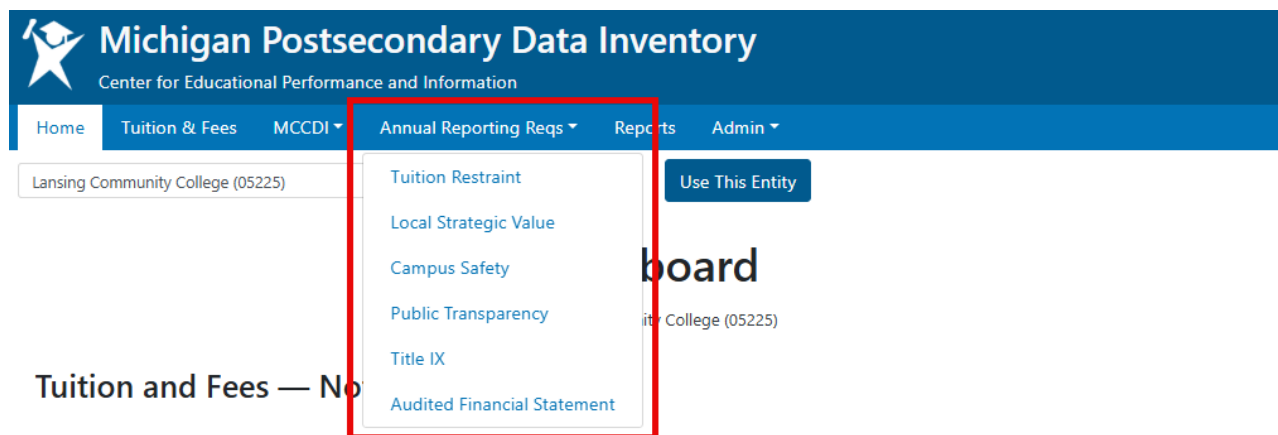 Michigan Postsecondary Data Inventory
Center for Educational Performance and Information
Home Tuition & Fees MCCDI Annual Reporting Reqs Reports Admin
Lansing Community College (05225) Use This Entity
Tuition Restraint
Local Strategic Value
Campus Safety
Public Transparency
Title IX
Audited Financial Statement
board
ity College (05225)
Tuition and Fees — No